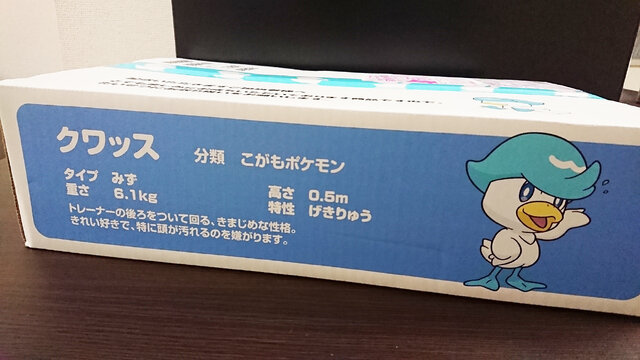 クワッス
分類 こがもポケモン
タイプ みず
重さ 6.1kg
高さ 0.5m
特性 げきりゅう
トレーナーの後ろをついて回る、きまじめな性格。
きれい好きで、特に頭が汚れるのを嫌がります。